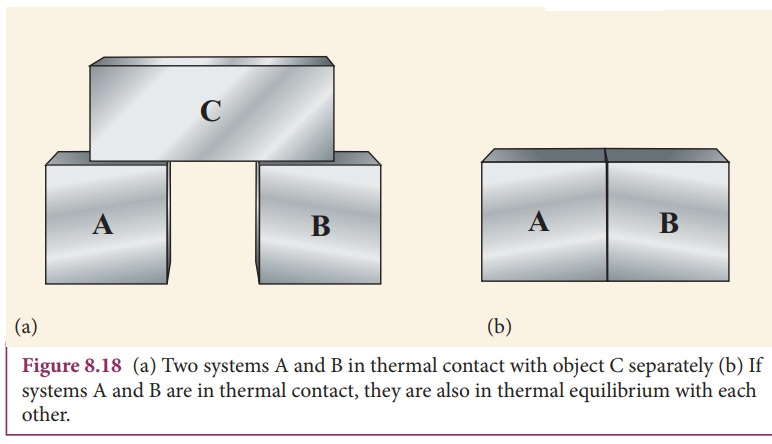 C
A
B
A
B
(a)
(b)
Figure 8.18 (a) Two systems A and B in thermal contact with object C separately (b) If
systems A and B are in thermal contact, they are also in thermal equilibrium with each
other.